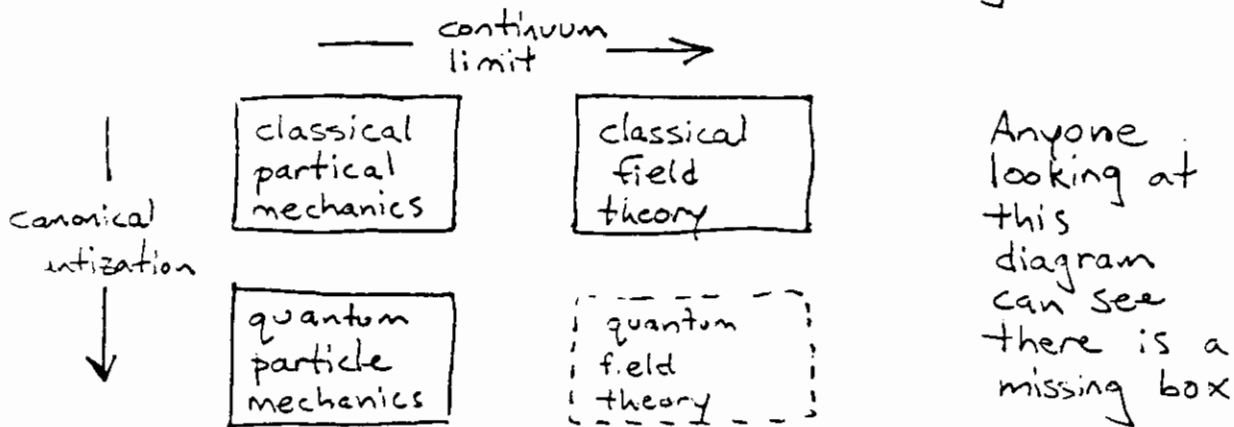 continuum
limit
classical
partical
mechanics
classical
field
theory
canonical
ntization
quantum
particle
mechanics
quantum
field
theory
Anyone
looking at
this
diagram
can see
there is a
missing box